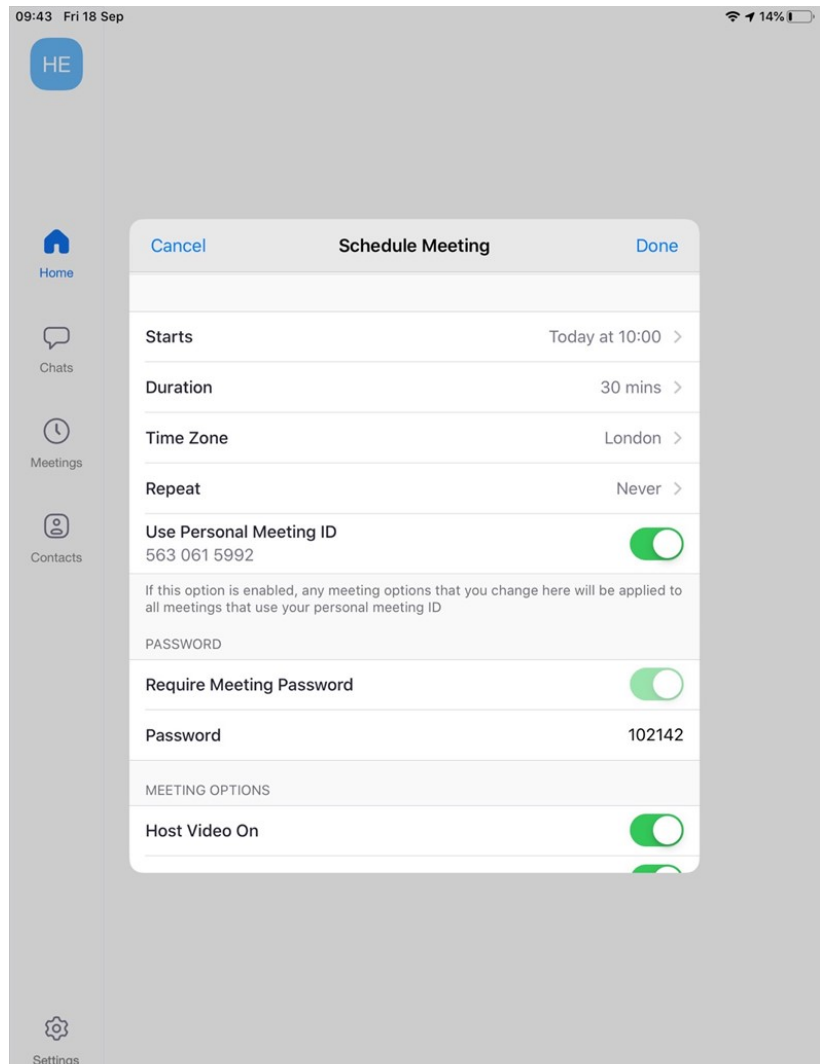 09:43 Fri 18 Sep
14%
HE
Home
Chats
Meetings
Contacts
Settings
Cancel Schedule Meeting Done
Starts Today at 10:00
Duration 30 mins
Time Zone London
Repeat Never
Use Personal Meeting ID
563 061 5992
If this option is enabled, any meeting options that you change here will be applied to
all meetings that use your personal meeting ID
PASSWORD
Require Meeting Password
Password 102142
MEETING OPTIONS
Host Video On